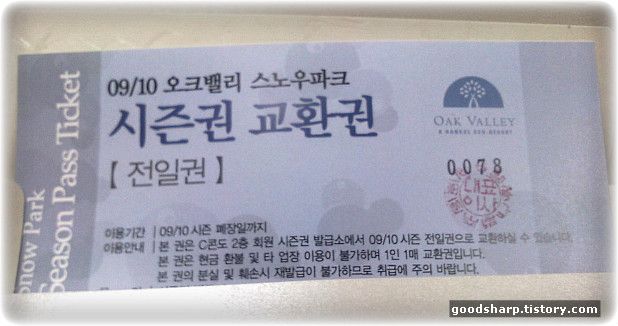 Snow Park
Season Pass Ticket
09/10 오크밸리 스노우파크
시즌권 교환권
【 전일권 】
OAK VALLEY
A HANSOL ECO-RESORT
0078
대표
이사
이용기간 | 09/10 시즌 폐장일까지
이용안내 | 본 권은 C콘도 2층 회원 시즌권 발급소에서 09/10 시즌 전일권으로 교환하실 수 있습니다.
본 권은 현금 환불 및 타 업장 이용이 불가하며 1인 1매 교환권입니다.
본 권의 분실 및 훼손시 재발급이 불가하므로 취급에 주의 바랍니다.
goodsharp.tistory.com